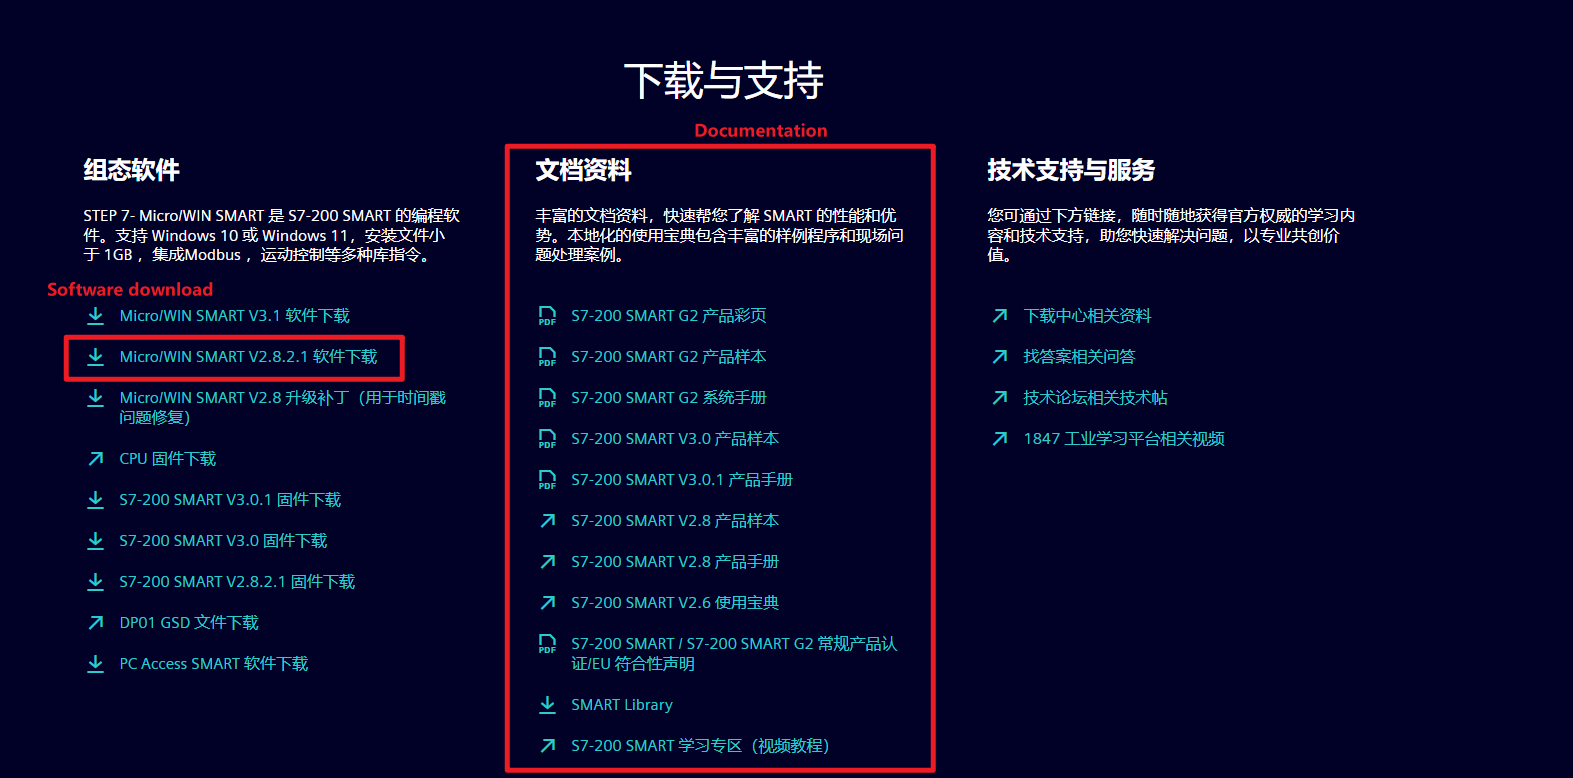 下载与支持
Documentation
组态软件
STEP 7- Micro/WIN SMART 是 S7-200 SMART 的编程软
件。支持 Windows 10 或 Windows 11，安装文件小
于 1GB ，集成Modbus ，运动控制等多种库指令。
Software download
Micro/WIN SMART V3.1 软件下载
Micro/WIN SMART V2.8.2.1 软件下载
Micro/WIN SMART V2.8 升级补丁（用于时间戳
问题修复）
CPU 固件下载
S7-200 SMART V3.0.1 固件下载
S7-200 SMART V3.0 固件下载
S7-200 SMART V2.8.2.1 固件下载
DP01 GSD 文件下载
PC Access SMART 软件下载
文档资料
丰富的文档资料，快速帮您了解 SMART 的性能和优
势。本地化的使用宝典包含丰富的样例程序和现场问
题处理案例。
PDF S7-200 SMART G2 产品彩页
PDF S7-200 SMART G2 产品样本
PDF S7-200 SMART G2 系统手册
PDF S7-200 SMART V3.0 产品样本
PDF S7-200 SMART V3.0.1 产品手册
S7-200 SMART V2.8 产品样本
S7-200 SMART V2.8 产品手册
S7-200 SMART V2.6 使用宝典
PDF S7-200 SMART / S7-200 SMART G2 常规产品认
证/EU 符合性声明
SMART Library
S7-200 SMART 学习专区（视频教程）
技术支持与服务
您可通过下方链接，随时随地获得官方权威的学习内
容和技术支持，助您快速解决问题，以专业共创价
值。
下载中心相关资料
找答案相关问答
技术论坛相关技术帖
1847 工业学习平台相关视频